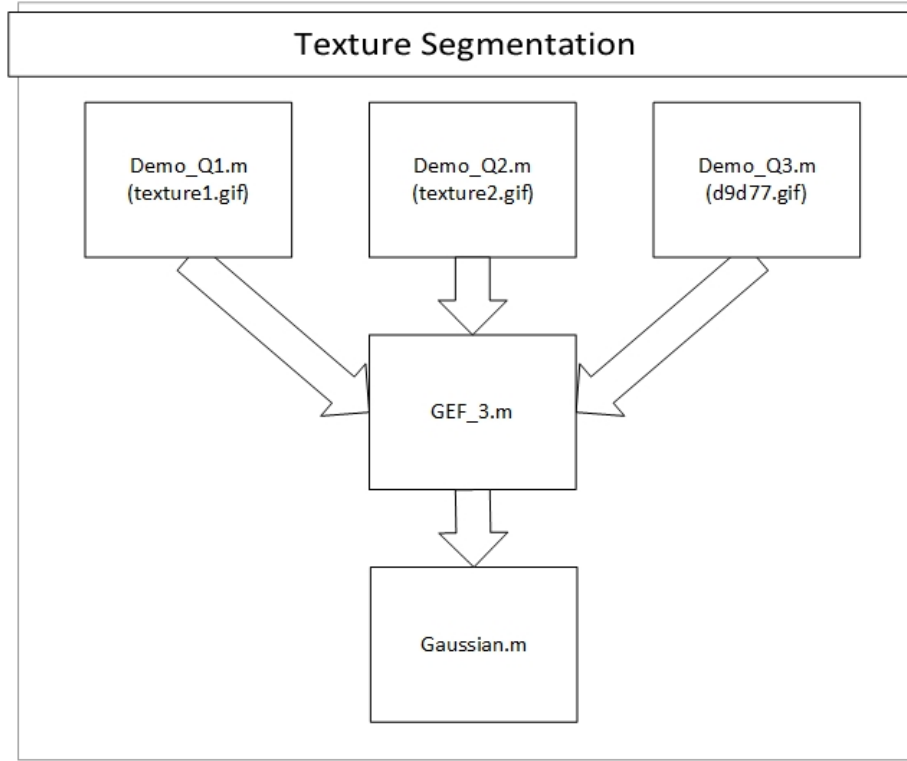 Texture Segmentation
Demo_Q1.m
(texture1.gif)
Demo_Q2.m
(texture2.gif)
Demo_Q3.m
(d9d77.gif)
GEF_3.m
Gaussian.m